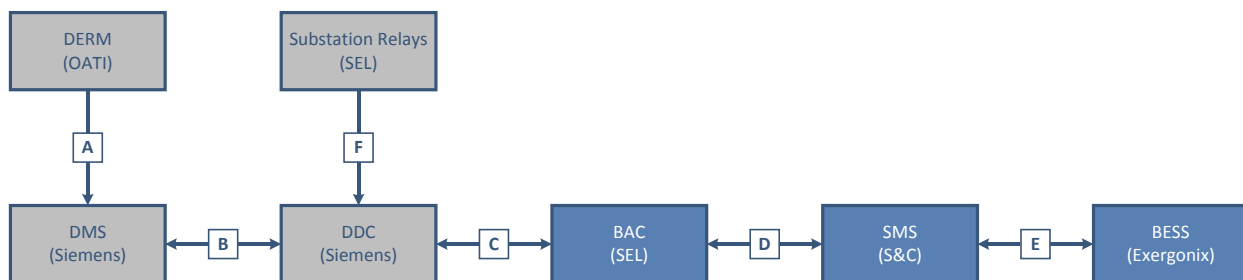 DERM
(OATI)
Substation Relays
(SEL)
A
F
DMS
(Siemens)
B
DDC
(Siemens)
C
BAC
(SEL)
D
SMS
(S&C)
E
BESS
(Exergonix)